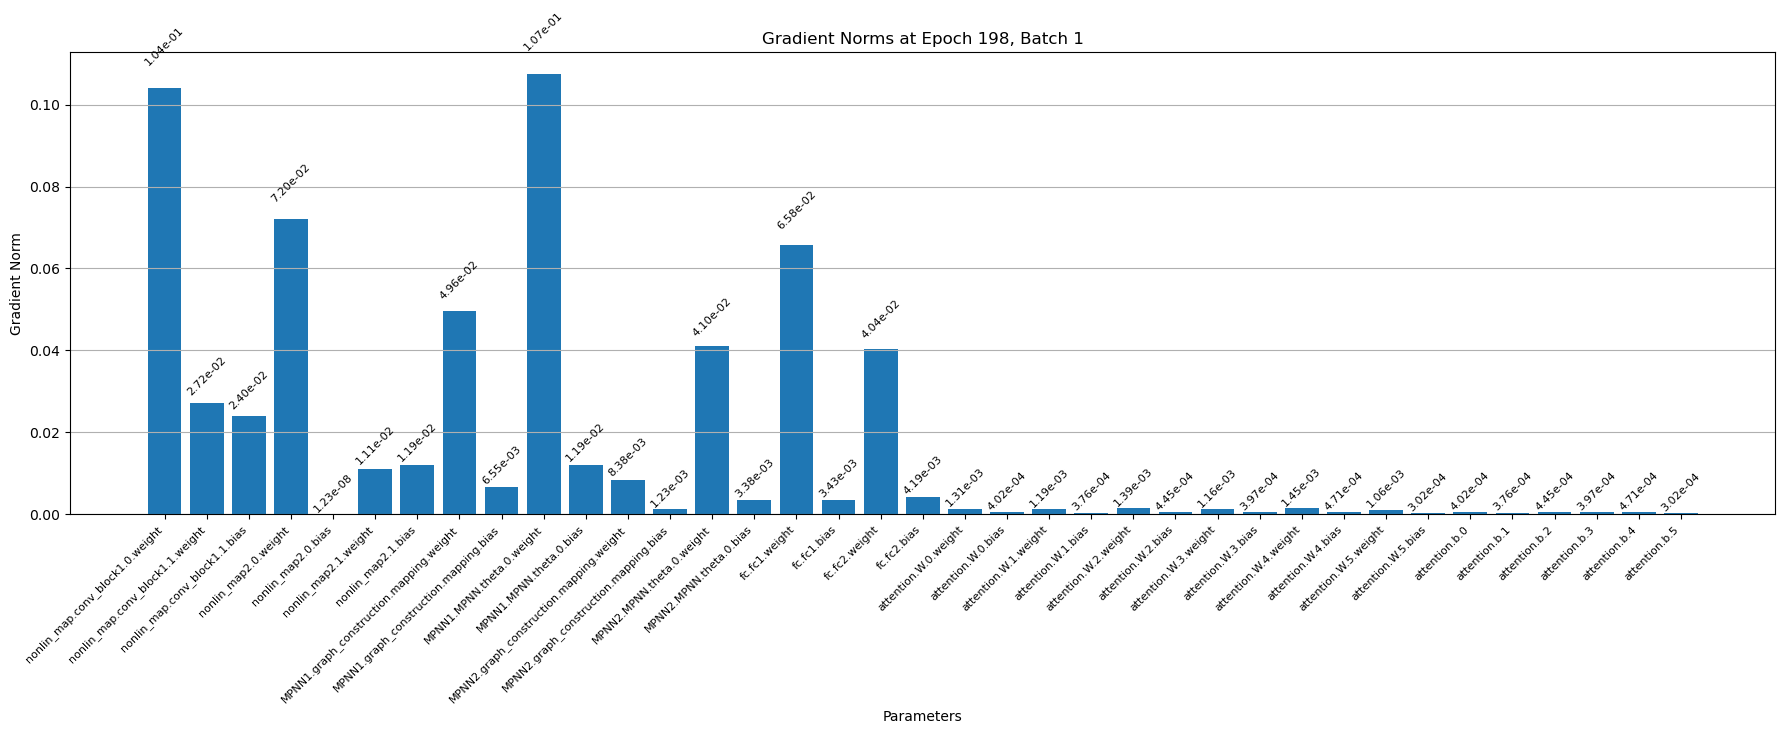 Gradient Norms at Epoch 198, Batch 1
Gradient Norm
0.10
0.08
0.06
0.04
0.02
0.00
1.04e-01
2.72e-02
2.40e-02
7.20e-02
1.23e-08
1.11e-02
1.19e-02
4.96e-02
6.55e-03
1.07e-01
1.19e-02
8.38e-03
1.23e-03
4.10e-02
3.38e-03
6.58e-02
3.43e-03
4.04e-02
4.19e-03
1.31e-03
4.02e-04
1.19e-03
3.76e-04
1.39e-03
4.45e-04
1.16e-03
3.97e-04
1.45e-03
4.71e-04
1.06e-03
3.02e-04
4.02e-04
3.76e-04
4.45e-04
3.97e-04
4.71e-04
3.02e-04
nonlin_map.conv_block1.0.weight
nonlin_map.conv_block1.1.weight
nonlin_map.conv_block1.1.bias
nonlin_map2.0.weight
nonlin_map2.0.bias
nonlin_map2.1.weight
nonlin_map2.1.bias
MPNN1.graph_construction.mapping.weight
MPNN1.graph_construction.mapping.bias
MPNN1.MPNN.theta.0.weight
MPNN1.MPNN.theta.0.bias
MPNN2.graph_construction.mapping.weight
MPNN2.graph_construction.mapping.bias
MPNN2.MPNN.theta.0.weight
MPNN2.MPNN.theta.0.bias
fc.fc1.weight
fc.fc1.bias
fc.fc2.weight
fc.fc2.bias
attention.W.0.weight
attention.W.0.bias
attention.W.1.weight
attention.W.1.bias
attention.W.2.weight
attention.W.2.bias
attention.W.3.weight
attention.W.3.bias
attention.W.4.weight
attention.W.4.bias
attention.W.5.weight
attention.W.5.bias
attention.b.0
attention.b.1
attention.b.2
attention.b.3
attention.b.4
attention.b.5
Parameters